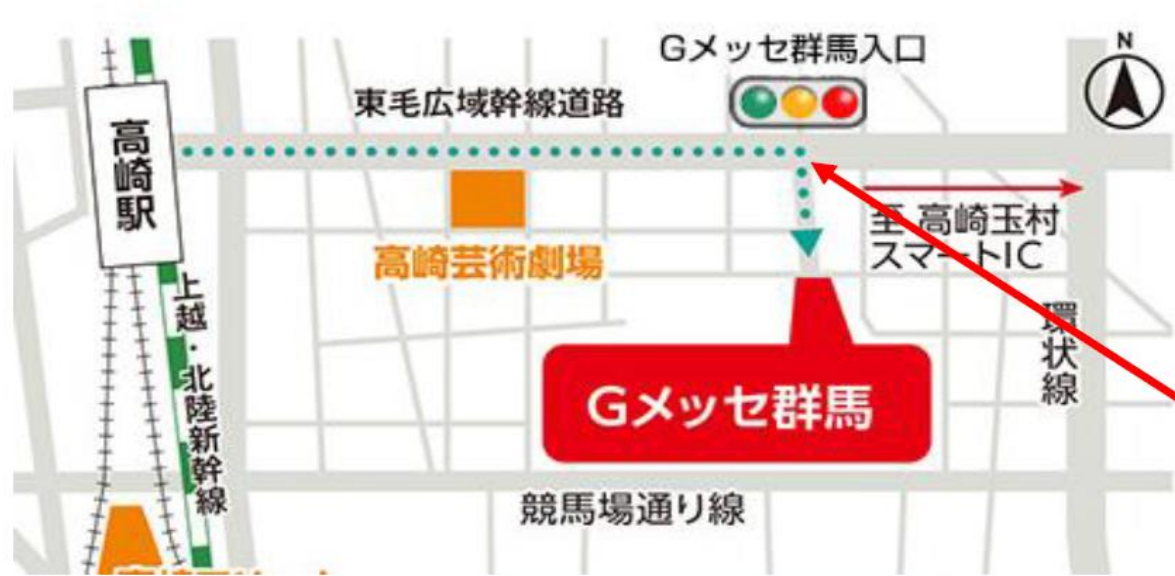 Gメッセ群馬入口
N
東毛広域幹線道路
高崎駅
至 高崎玉村
スマートIC
高崎芸術劇場
上越・北陸新幹線
環状線
Gメッセ群馬
競馬場通り線